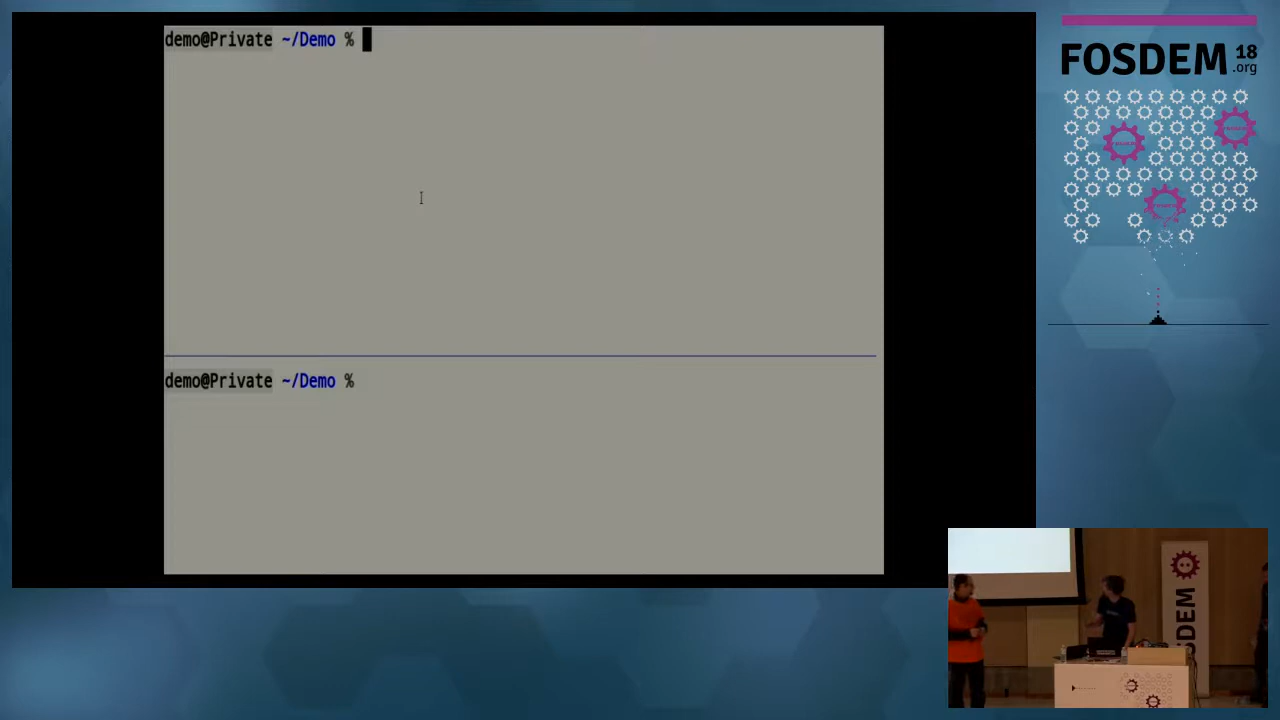 demo@Private ~/Demo %
demo@Private ~/Demo %
FOSDEM 18
.org
FOSDEM